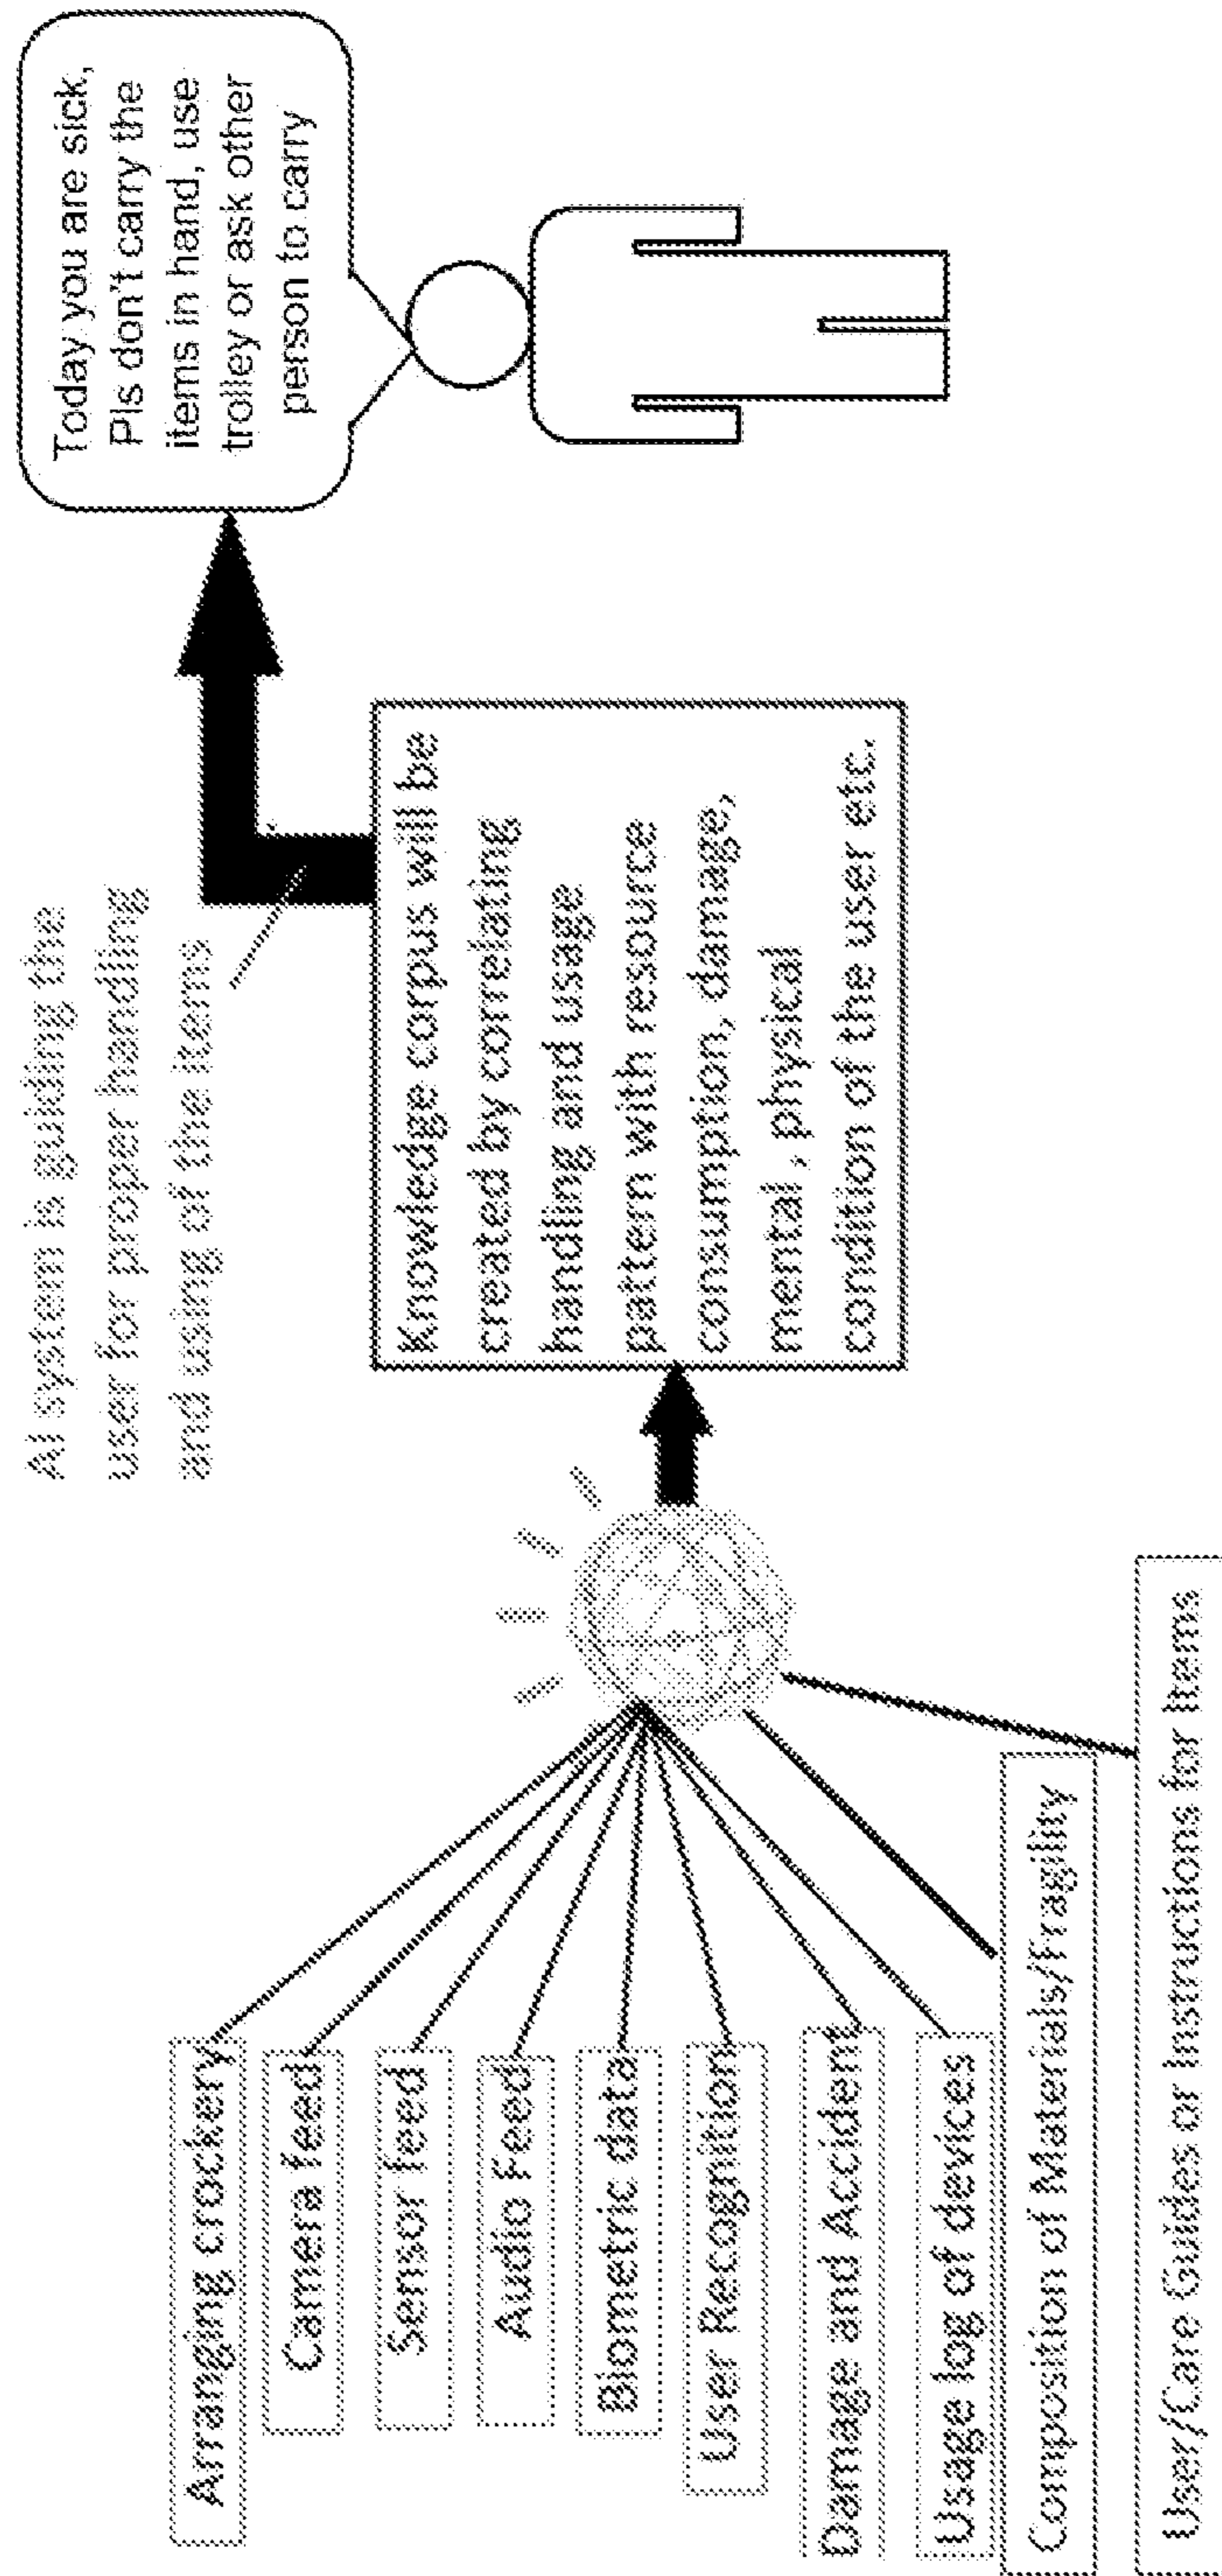 Arranging crockery
Camera feed
Sensor feed
Audio Feed
Biometric data
User Recognition
Damage and Accident
Usage log of devices
Composition of Materials/Fragility
User/Care Guides or Instructions for Items
AI system is guiding the
user for proper handling
and using of the items
Knowledge corpus will be
created by correlating
handling and usage
pattern with resource
consumption, damage,
mental , physical
condition of the user etc.
Today you are sick,
Pls don't carry the
items in hand, use
trolley or ask other
person to carry